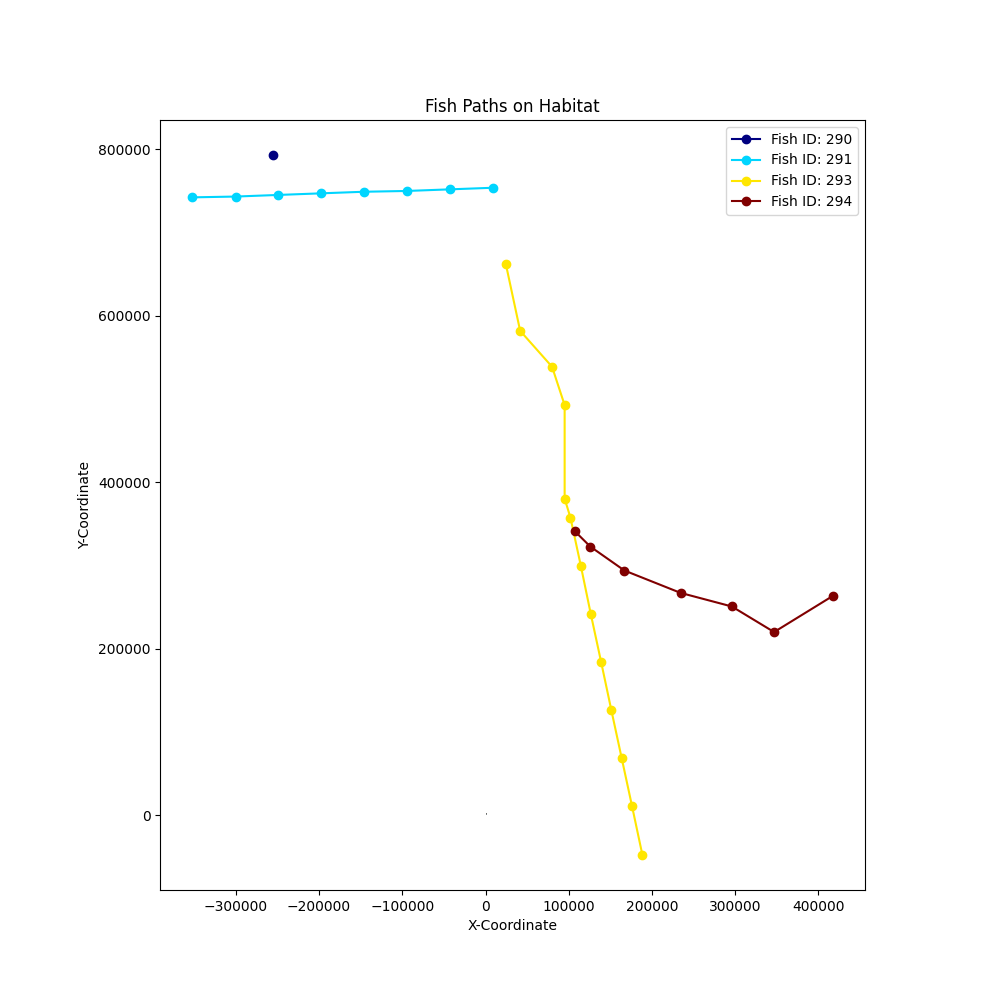 Fish Paths on Habitat
Fish ID: 290
Fish ID: 291
Fish ID: 293
Fish ID: 294
800000
600000
400000
200000
0
Y-Coordinate
−300000 −200000 −100000 0 100000 200000 300000 400000
X-Coordinate